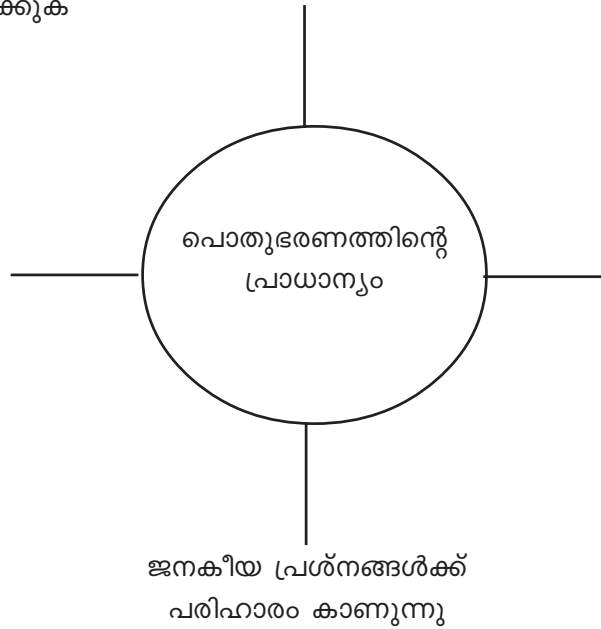 പൊതുഭരണത്തിന്റെ
പ്രാധാന്യം
ജനകീയ പ്രശ്നങ്ങൾക്ക്
പരിഹാരം കാണുന്നു